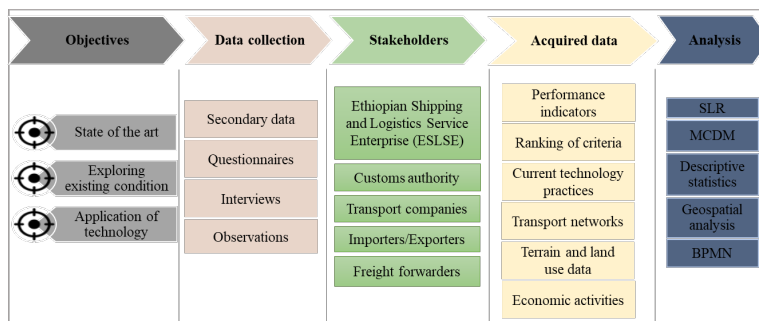 Objectives
Data collection
Stakeholders
Acquired data
Analysis
State of the art
Exploring
existing condition
Application of
technology
Secondary data
Questionnaires
Interviews
Observations
Ethiopian Shipping
and Logistics Service
Enterprise (ESLSE)
Customs authority
Transport companies
Importers/Exporters
Freight forwarders
Performance
indicators
Ranking of criteria
Current technology
practices
Transport networks
Terrain and land
use data
Economic activities
SLR
MCDM
Descriptive
statistics
Geospatial
analysis
BPMN